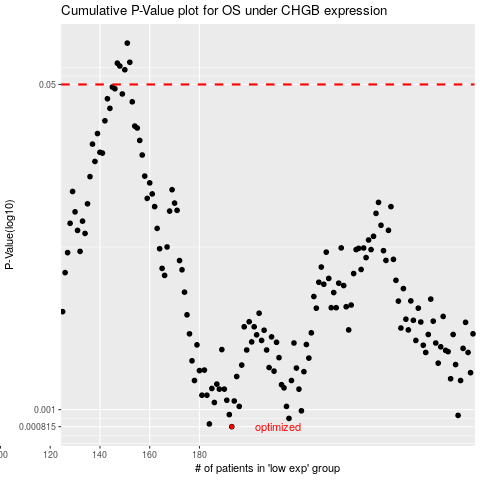 Cumulative P-Value plot for OS under CHGB expression
P-Value(log10)
0.05
0.001
0.000815
optimized
00 120 140 160 180
# of patients in 'low exp' group